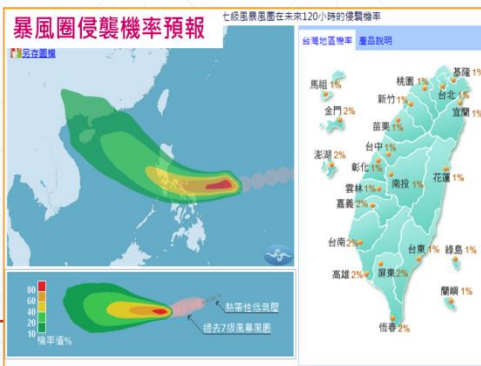 暴風圈侵襲機率預報
七級風暴風圈在未來120小時的侵襲機率
另存圖檔
台灣地區機率 產品說明
基隆1%
桃園1%
台北1%
馬祖1%
新竹1%
宜蘭1%
金門2%
苗栗1%
台中1%
澎湖2%
彰化1%
花蓮1%
南投1%
雲林1%
嘉義2%
台南2%
台東1%
綠島1%
高雄2%
屏東2%
蘭嶼1%
恆春2%
80
60
40
20
10
機率值%
熱帶性低氣壓
過去7級風暴風圈